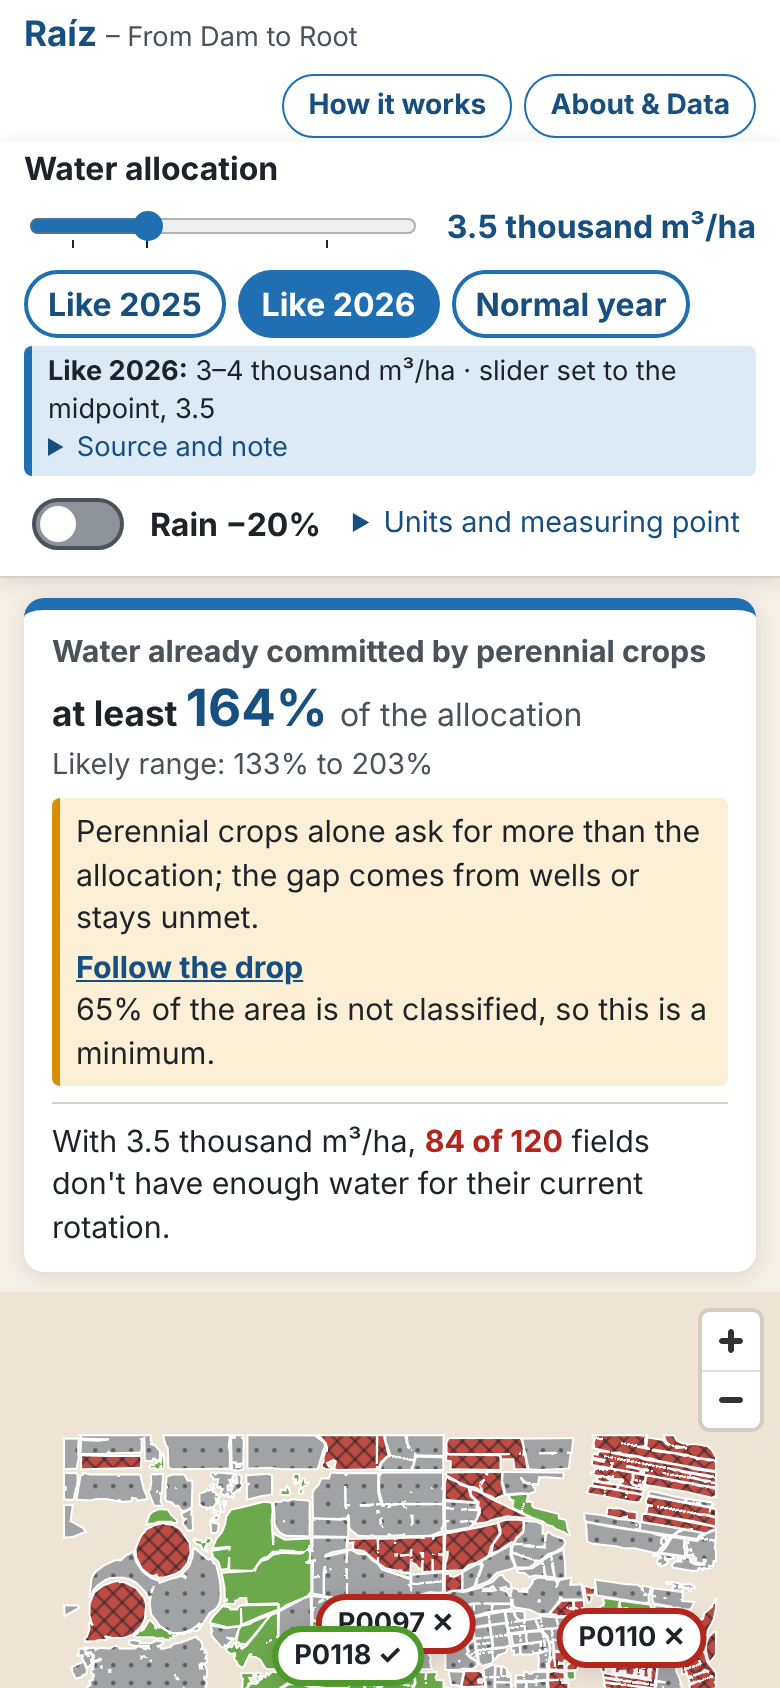 Raíz – From Dam to Root
How it works
About & Data
Water allocation
3.5 thousand m³/ha
Like 2025
Like 2026
Normal year
Like 2026: 3–4 thousand m³/ha · slider set to the
midpoint, 3.5
▶ Source and note
Rain −20%
▶ Units and measuring point
Water already committed by perennial crops
at least 164% of the allocation
Likely range: 133% to 203%
Perennial crops alone ask for more than the
allocation; the gap comes from wells or
stays unmet.
Follow the drop
65% of the area is not classified, so this is a
minimum.
With 3.5 thousand m³/ha, 84 of 120 fields
don't have enough water for their current
rotation.
+
−
P0097 ✕
P0118 ✓
P0110 ✕